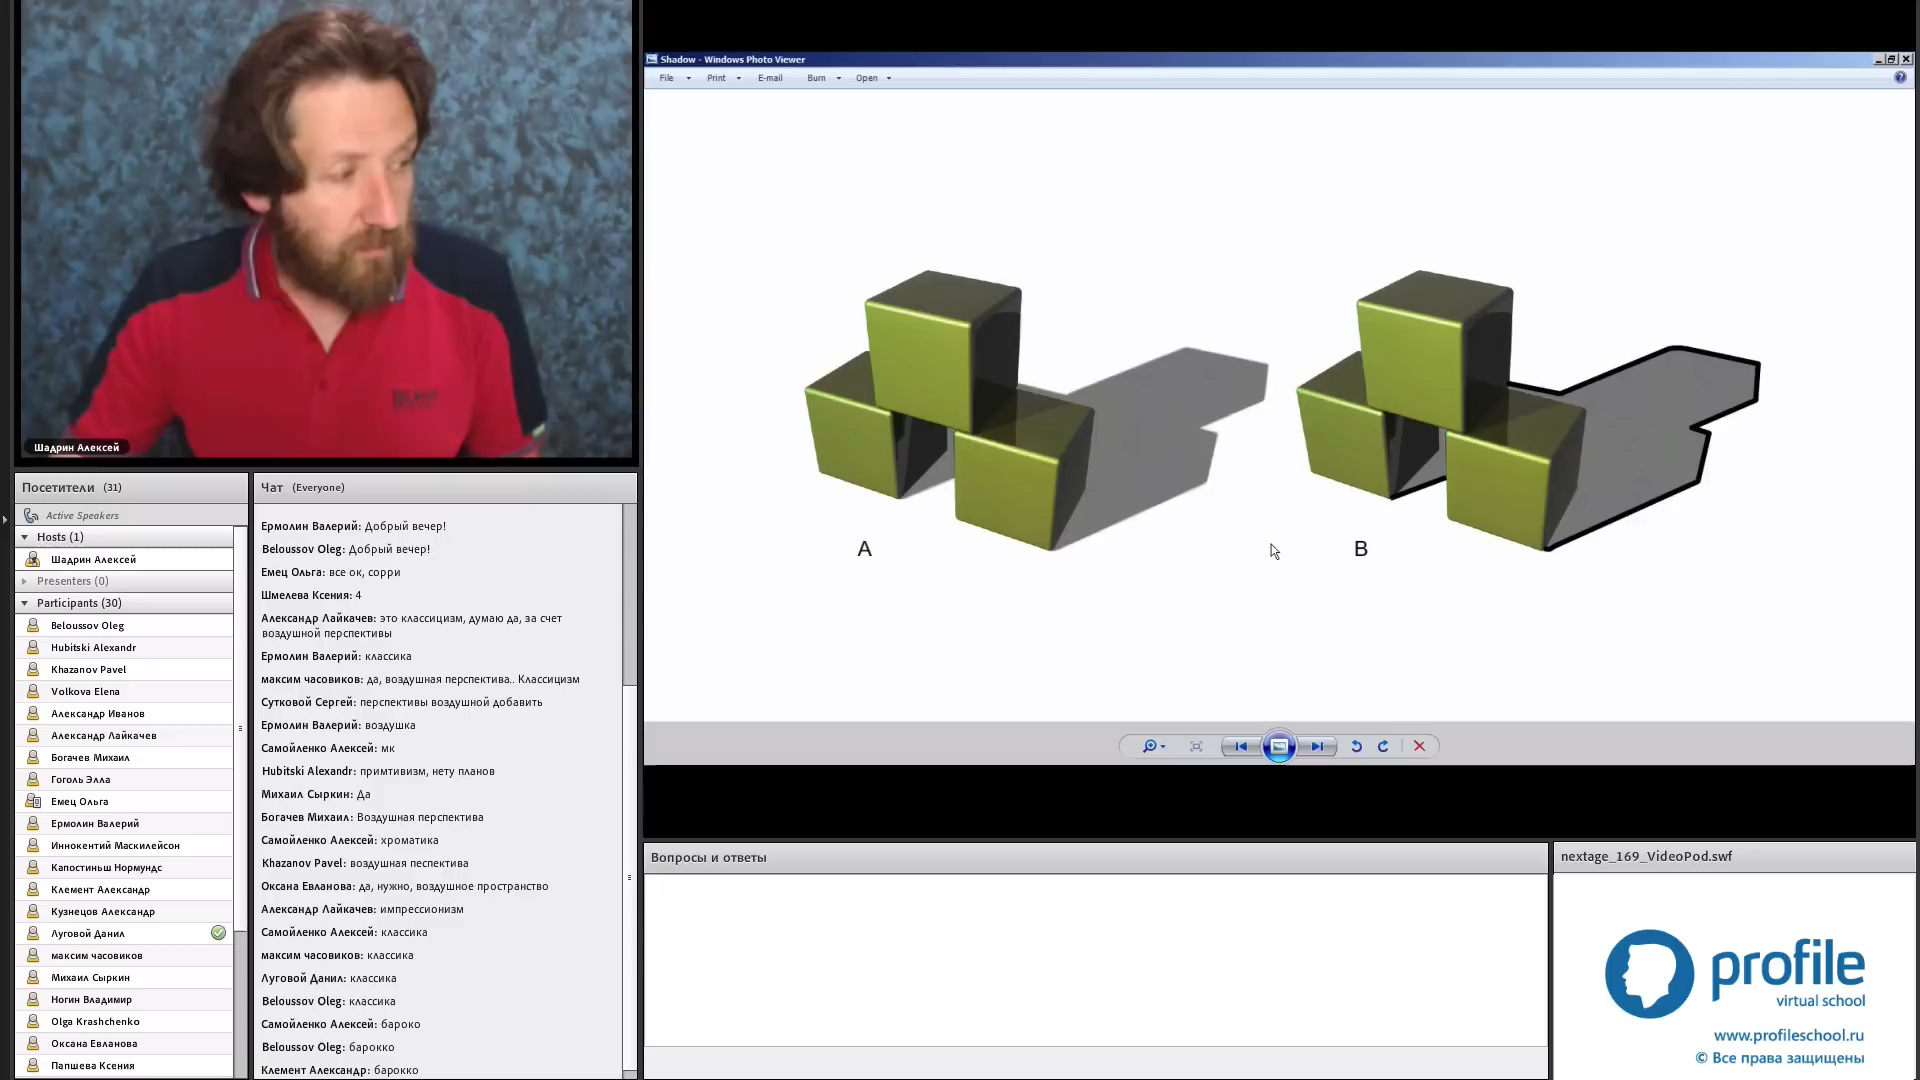 Шадрин Алексей
Посетители (31)
Active Speakers
Hosts (1)
Шадрин Алексей
Presenters (0)
Participants (30)
Beloussov Oleg
Hubitski Alexandr
Khazanov Pavel
Volkova Elena
Александр Иванов
Александр Лайкачев
Богачев Михаил
Гоголь Элла
Емец Ольга
Ермолин Валерий
Иннокентий Маскилейсон
Капостиньш Нормундс
Клемент Александр
Кузнецов Александр
Луговой Данил
максим часовиков
Михаил Сыркин
Ногин Владимир
Olga Krashchenko
Оксана Евланова
Папшева Ксения
Чат (Everyone)
Ермолин Валерий: Добрый вечер!
Beloussov Oleg: Добрый вечер!
Емец Ольга: все ок, сорри
Шмелева Ксения: 4
Александр Лайкачев: это классицизм, думаю да, за счет
воздушной перспективы
Ермолин Валерий: классика
максим часовиков: да, воздушная перспектива.. Классицизм
Сутковой Сергей: перспективы воздушной добавить
Ермолин Валерий: воздушка
Самойленко Алексей: мк
Hubitski Alexandr: примтивизм, нету планов
Михаил Сыркин: Да
Богачев Михаил: Воздушная перспектива
Самойленко Алексей: хроматика
Khazanov Pavel: воздушная песпектива
Оксана Евланова: да, нужно, воздушное пространство
Александр Лайкачев: импрессионизм
Самойленко Алексей: классика
максим часовиков: классика
Луговой Данил: классика
Beloussov Oleg: классика
Самойленко Алексей: бароко
Beloussov Oleg: барокко
Клемент Александр: барокко
Shadow - Windows Photo Viewer
File Print E-mail Burn Open
A B
Вопросы и ответы
nextage_169_VideoPod.swf
profile
virtual school
www.profileschool.ru
© Все права защищены